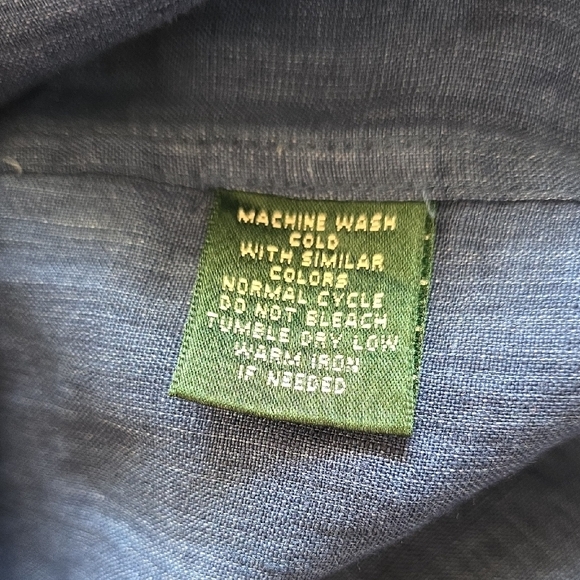 MACHINE WASH
COLD
WITH SIMILAR
COLORS
NORMAL CYCLE
DO NOT BLEACH
TUMBLE DRY LOW
WARM IRON
IF NEEDED